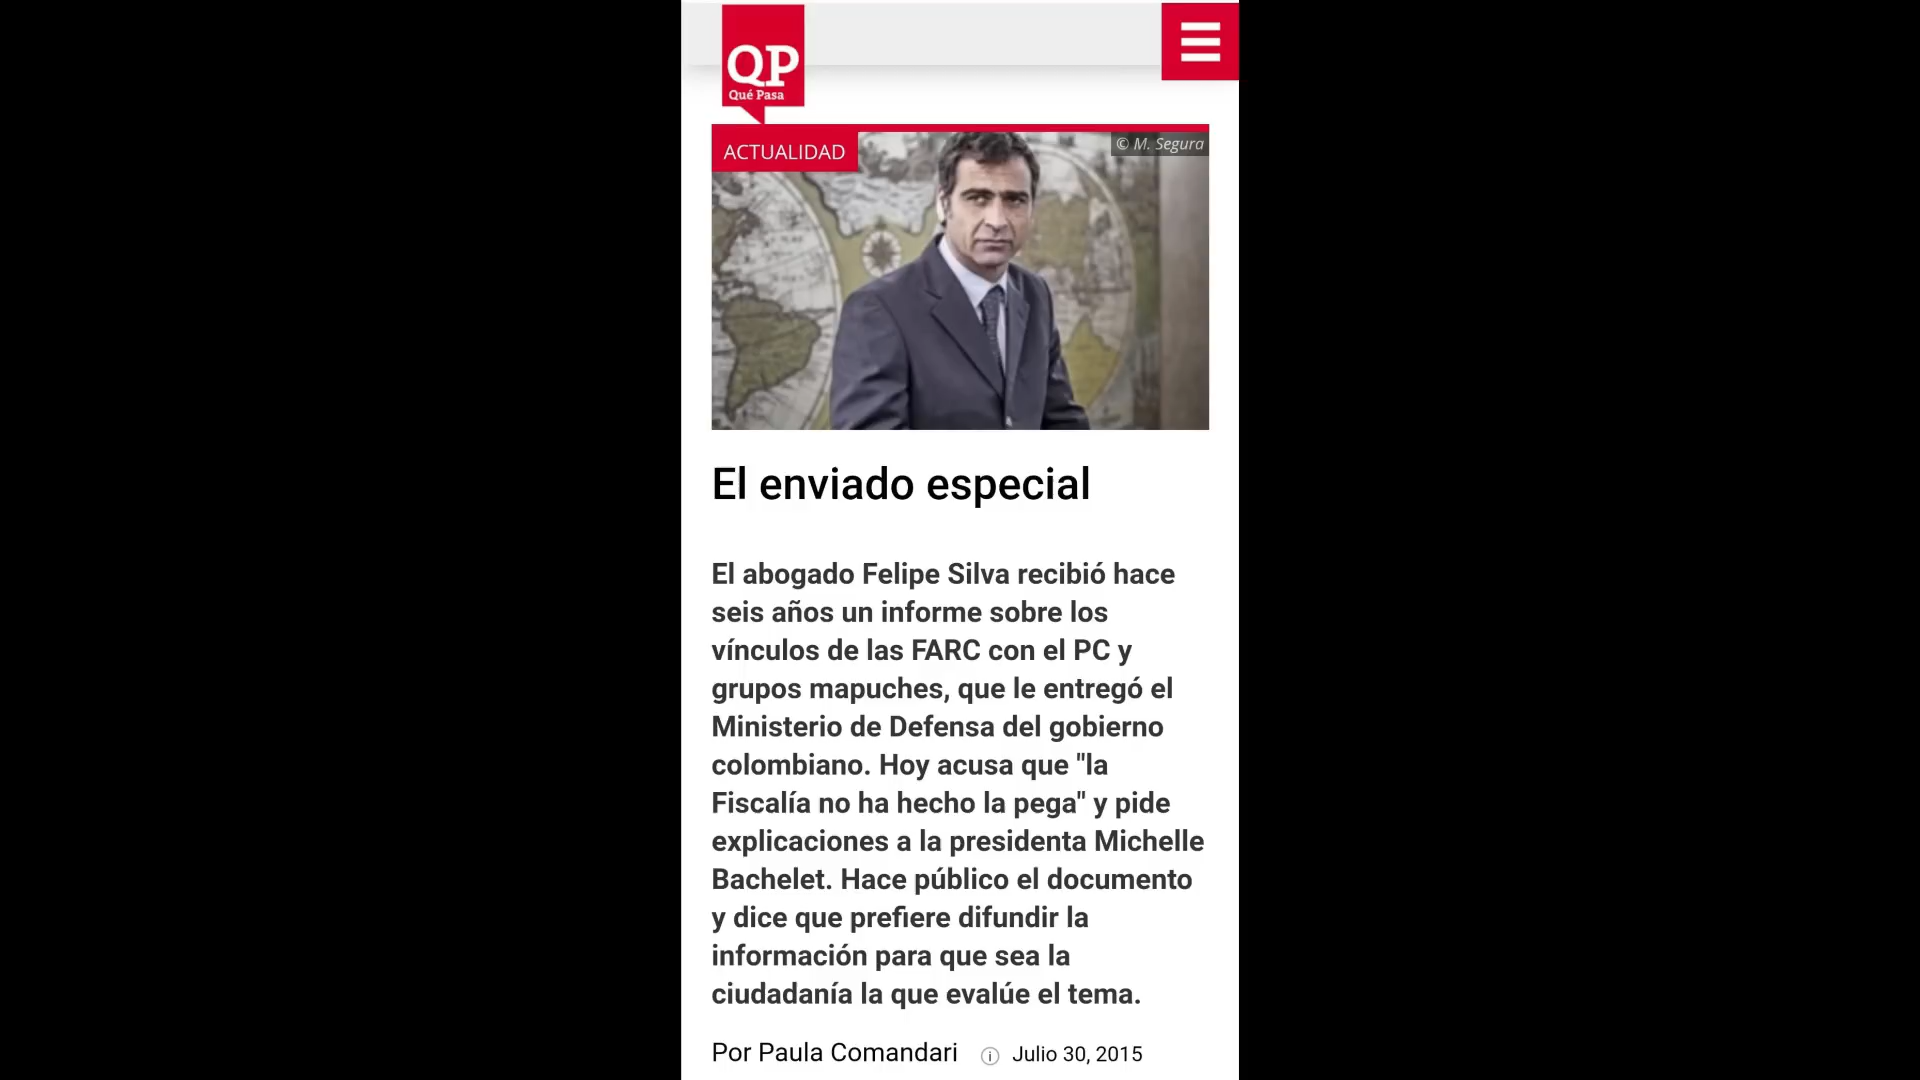 QP
Qué Pasa
ACTUALIDAD
© M. Segura
El enviado especial
El abogado Felipe Silva recibió hace
seis años un informe sobre los
vínculos de las FARC con el PC y
grupos mapuches, que le entregó el
Ministerio de Defensa del gobierno
colombiano. Hoy acusa que "la
Fiscalía no ha hecho la pega" y pide
explicaciones a la presidenta Michelle
Bachelet. Hace público el documento
y dice que prefiere difundir la
información para que sea la
ciudadanía la que evalúe el tema.
Por Paula Comandari
Julio 30, 2015